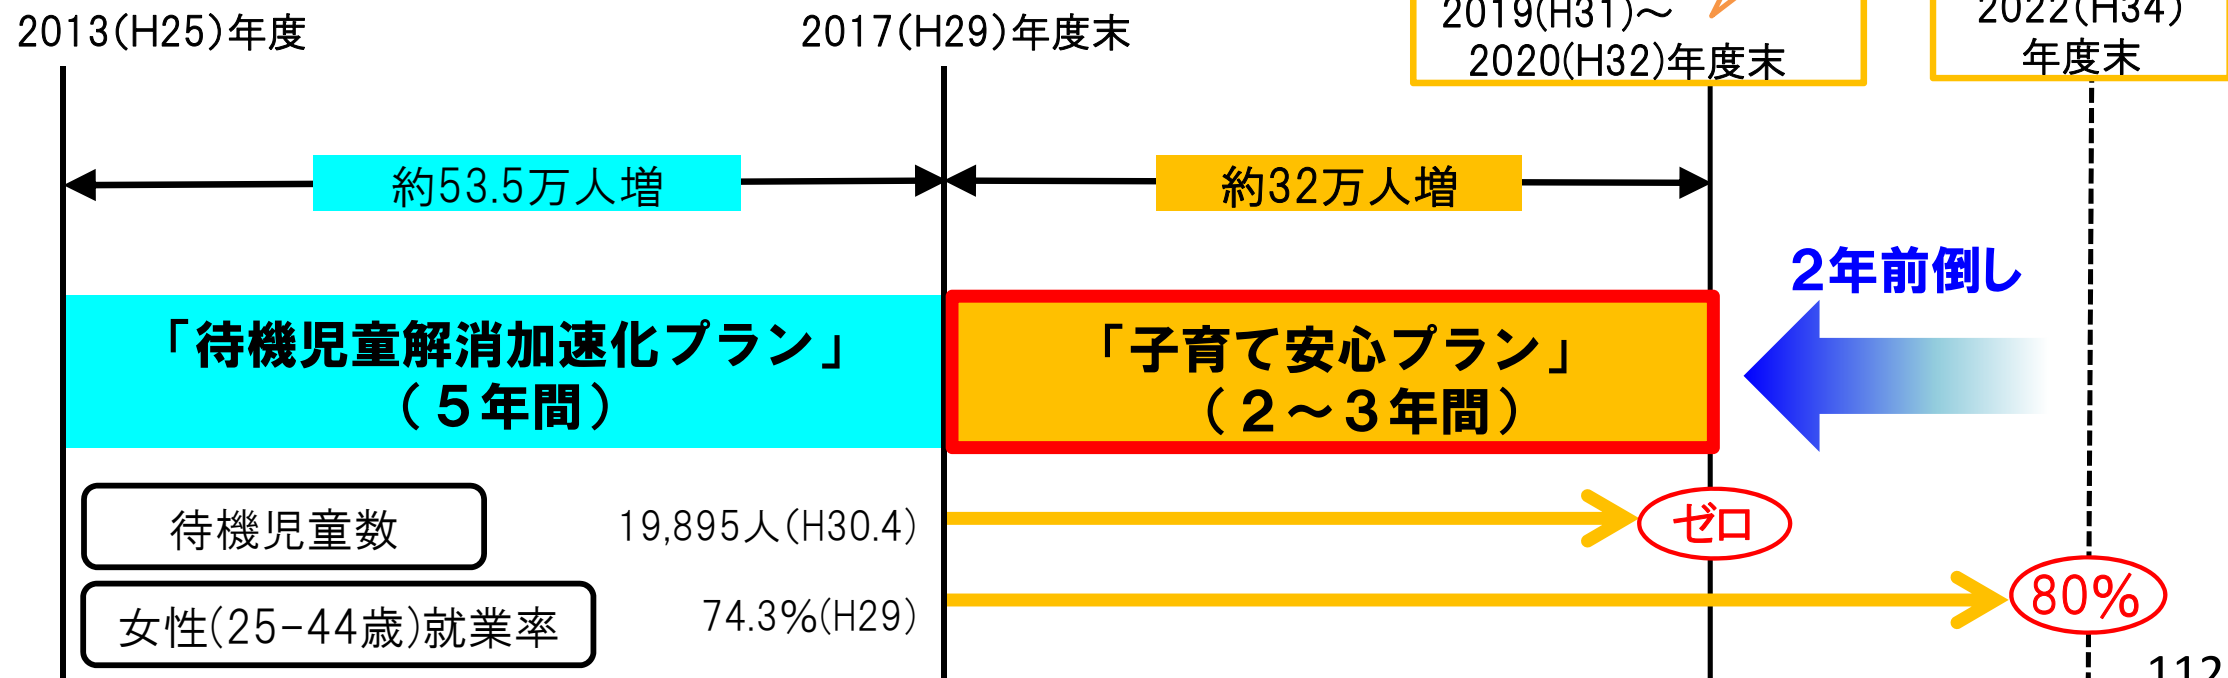 2013(H25)年度
2017(H29)年度末
2019(H31)～
2020(H32)年度末
2022(H34)
年度末
約53.5万人増
約32万人増
2年前倒し
「待機児童解消加速化プラン」
（５年間）
「子育て安心プラン」
（２～３年間）
待機児童数
19,895人(H30.4)
ゼロ
女性(25-44歳)就業率
74.3%(H29)
80%
112